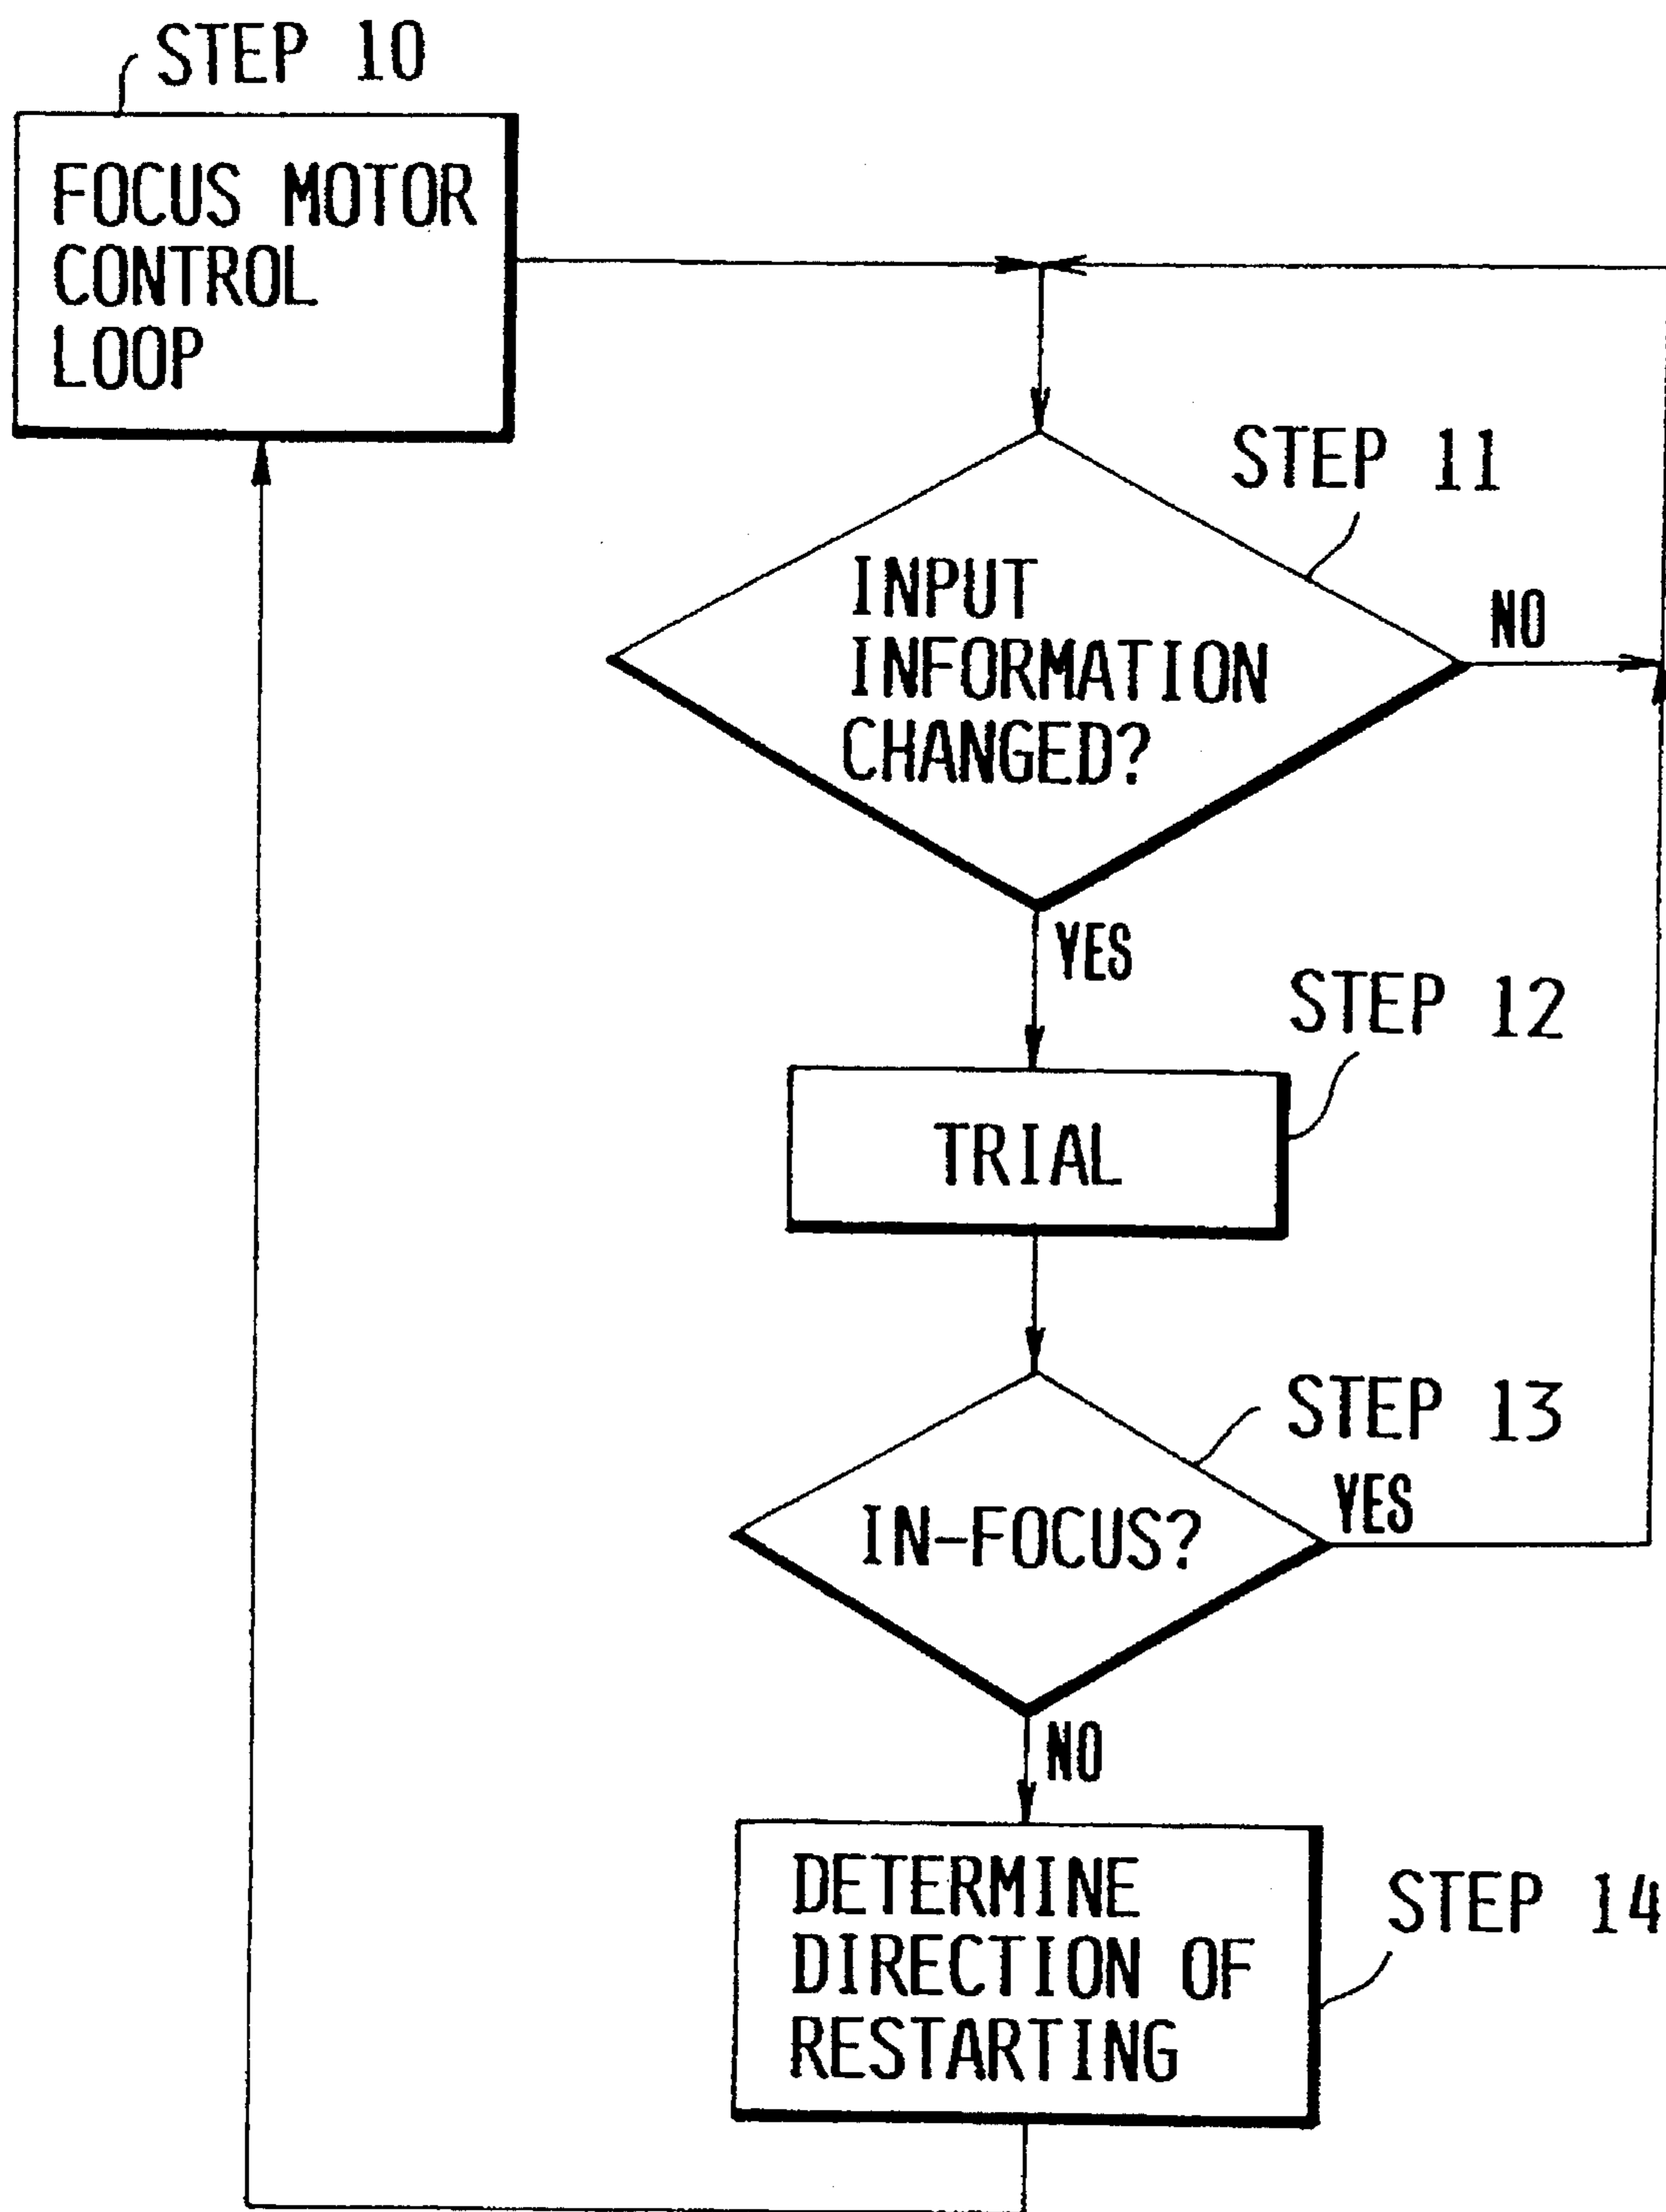 STEP 10
FOCUS MOTOR
CONTROL
LOOP
STEP 11
INPUT
INFORMATION
CHANGED?
NO
YES
STEP 12
TRIAL
STEP 13
IN-FOCUS?
YES
NO
STEP 14
DETERMINE
DIRECTION OF
RESTARTING